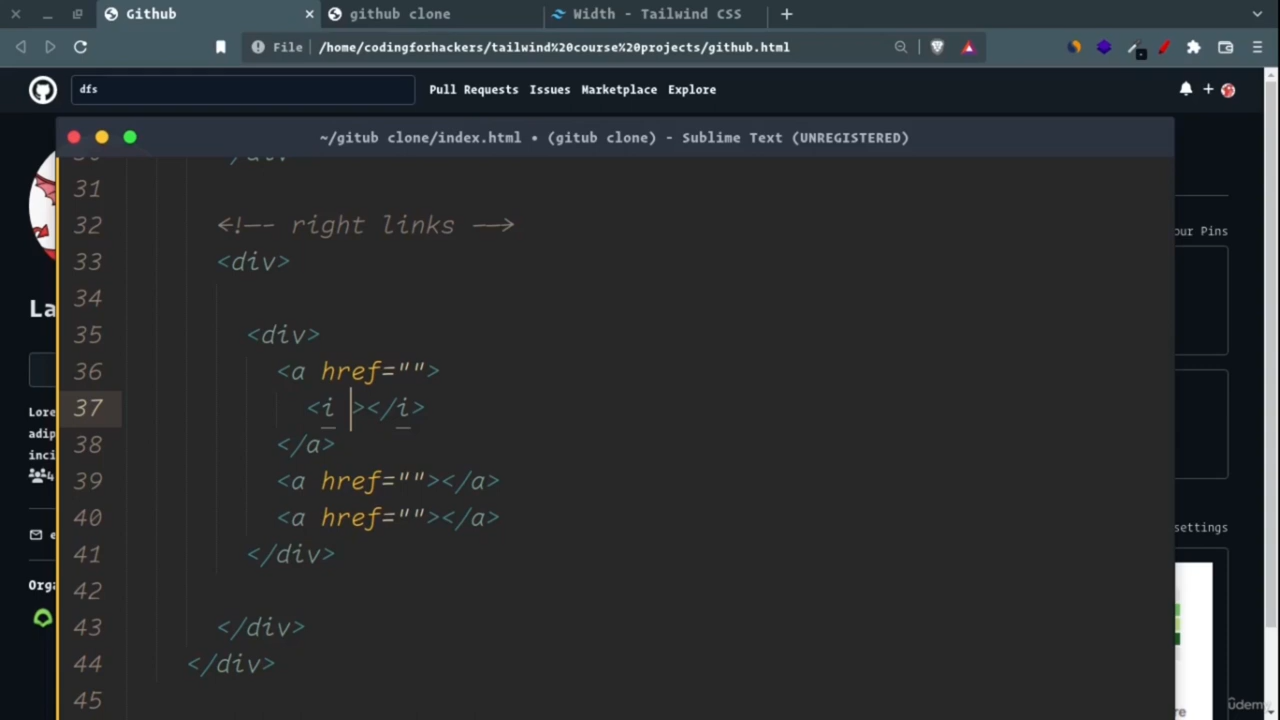 Github
github clone
Width - Tailwind CSS
File
/home/codingforhackers/tailwind%20course%20projects/github.html
dfs
Pull Requests Issues Marketplace Explore
~/gitub clone/index.html • (gitub clone) - Sublime Text (UNREGISTERED)
31
32 <!-- right links -->
33 <div>
34
35 <div>
36 <a href="">
37 <i ></i>
38 </a>
39 <a href=""></a>
40 <a href=""></a>
41 </div>
42
43 </div>
44 </div>
45
our Pins
La
Lore
adip
inci
4
e
settings
Orga
ûdemy